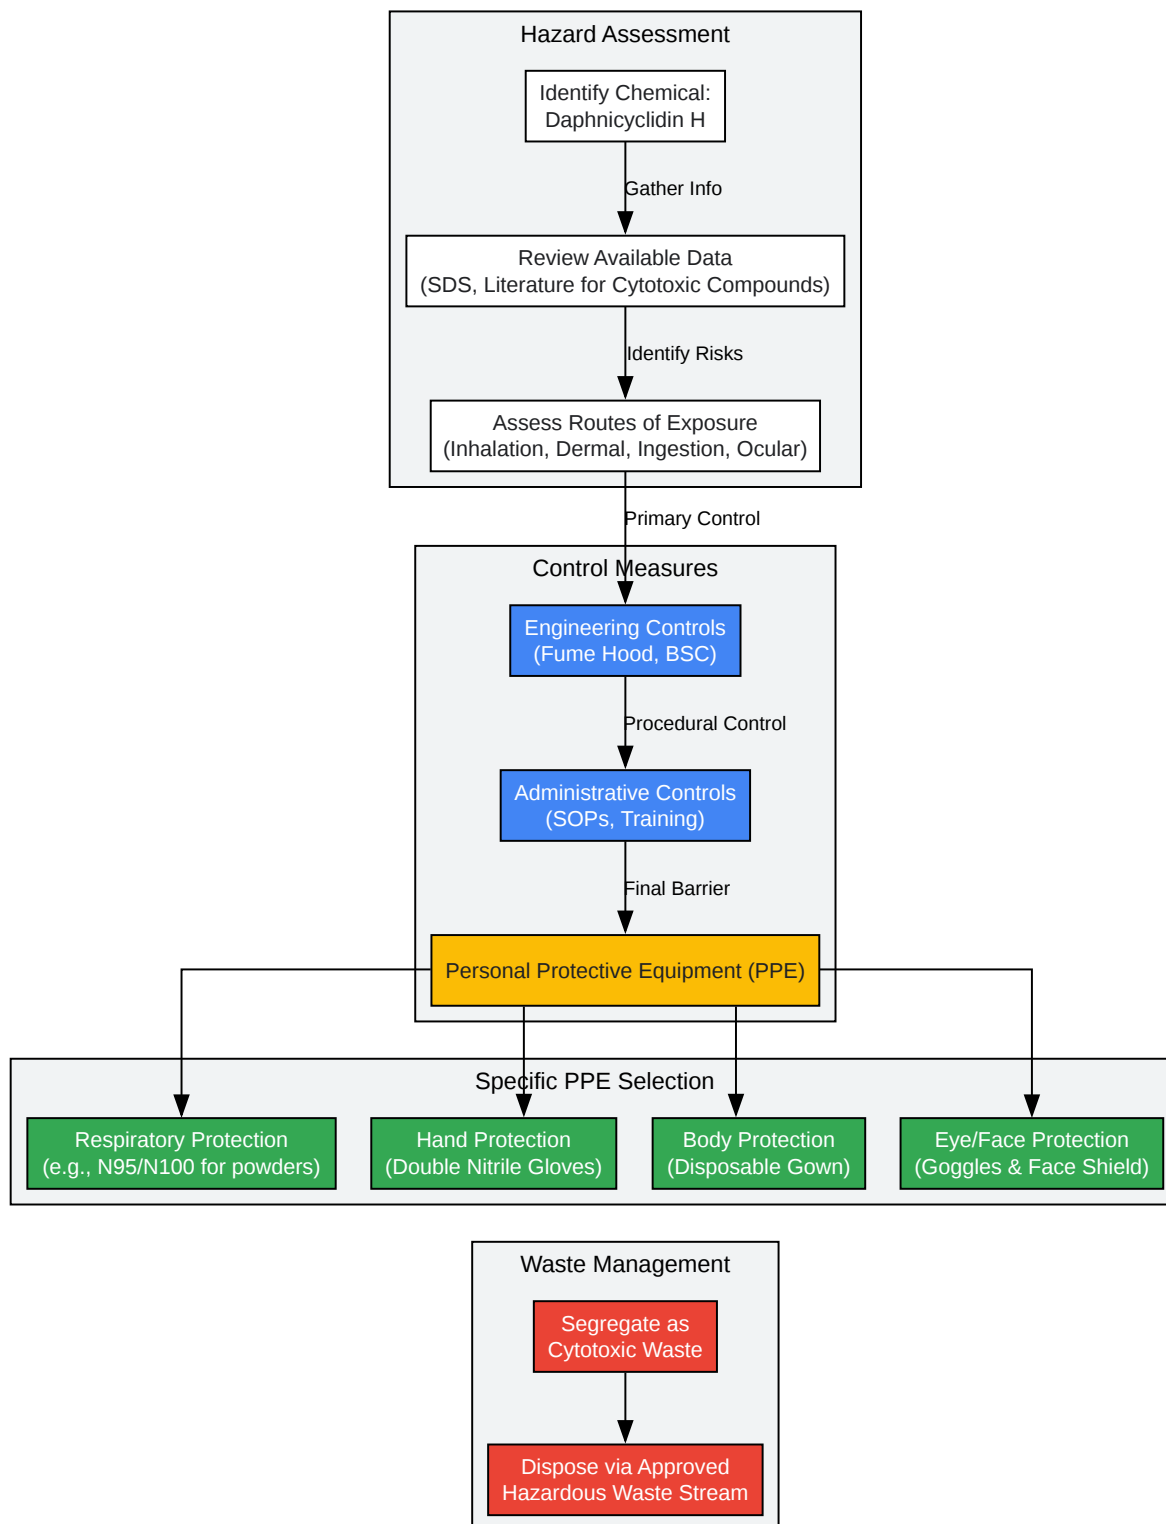 Hazard Assessment
Identify Chemical:
Daphnicyclidin H
Gather Info
Review Available Data
(SDS, Literature for Cytotoxic Compounds)
Identify Risks
Assess Routes of Exposure
(Inhalation, Dermal, Ingestion, Ocular)
Primary Control
Control Measures
Engineering Controls
(Fume Hood, BSC)
Procedural Control
Administrative Controls
(SOPs, Training)
Final Barrier
Personal Protective Equipment (PPE)
Specific PPE Selection
Respiratory Protection
(e.g., N95/N100 for powders)
Hand Protection
(Double Nitrile Gloves)
Body Protection
(Disposable Gown)
Eye/Face Protection
(Goggles & Face Shield)
Waste Management
Segregate as
Cytotoxic Waste
Dispose via Approved
Hazardous Waste Stream